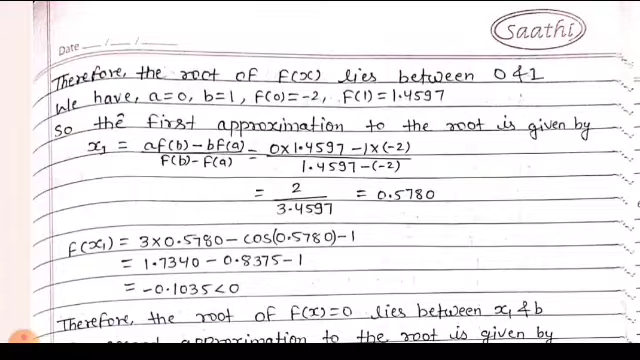 Saathi
Date __/__/__
Therefore, the root of F(x) lies between 0 & 1
We have, a=0, b=1, F(0)=-2, F(1)=1.4597
so the first approximation to the root is given by
x₁ = aF(b)-bF(a) / F(b)-F(a) = 0×1.4597-1×(-2) / 1.4597-(-2)
= 2 / 3.4597 = 0.5780
F(x₁) = 3×0.5780-cos(0.5780)-1
= 1.7340-0.8375-1
= -0.1035<0
Therefore, the root of F(x)=0 lies between x₁ & b
approximation to the root is given by